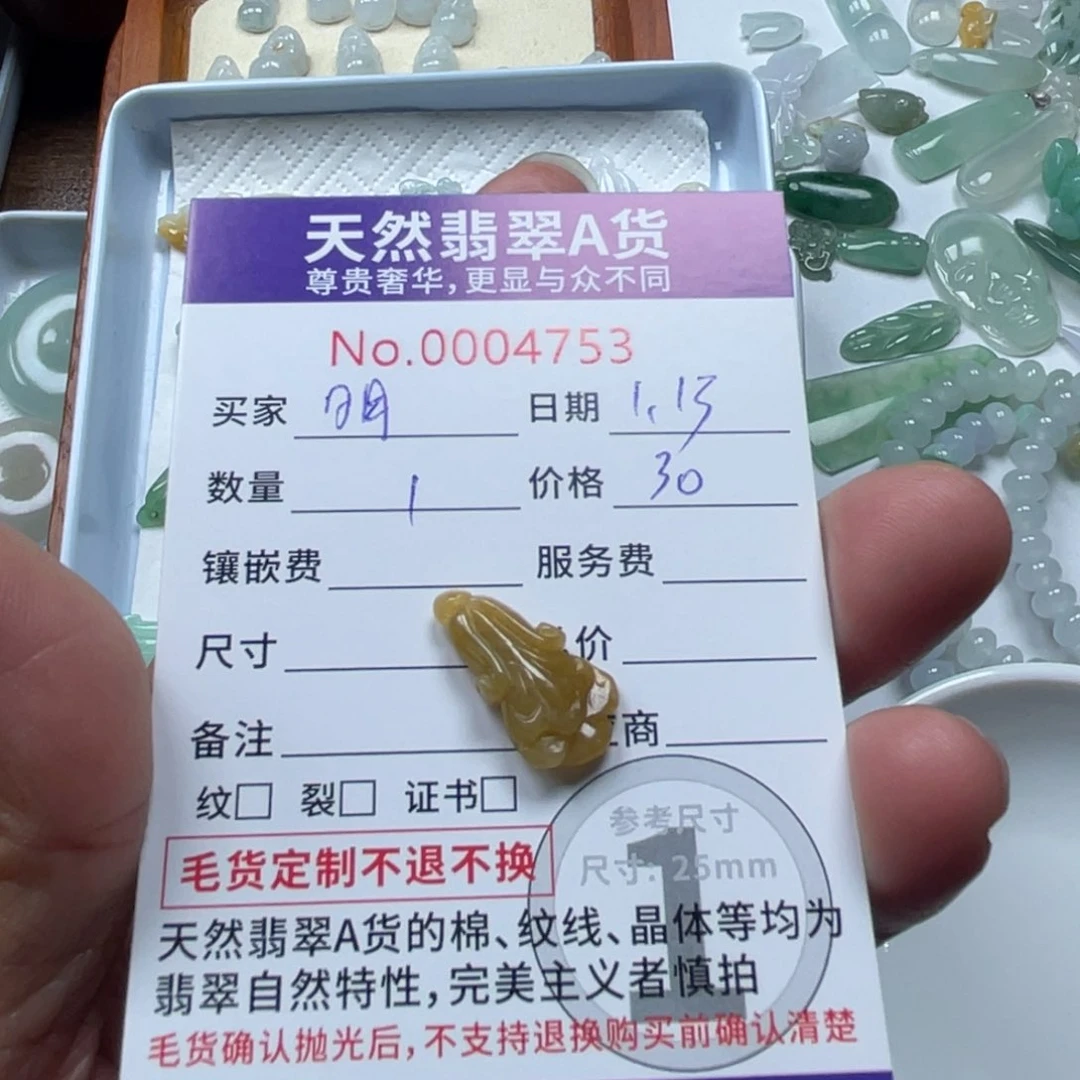 天然翡翠A货
尊贵奢华,更显与众不同
No.0004753
买家 明 日期 1.15
数量 1 价格 30
镶嵌费 服务费
尺寸 价
备注 商
纹□ 裂□ 证书□
参考尺寸
尺寸: 25mm
1
毛货定制不退不换
天然翡翠A货的棉、纹线、晶体等均为
翡翠自然特性,完美主义者慎拍
毛货确认抛光后,不支持退换购买前确认清楚